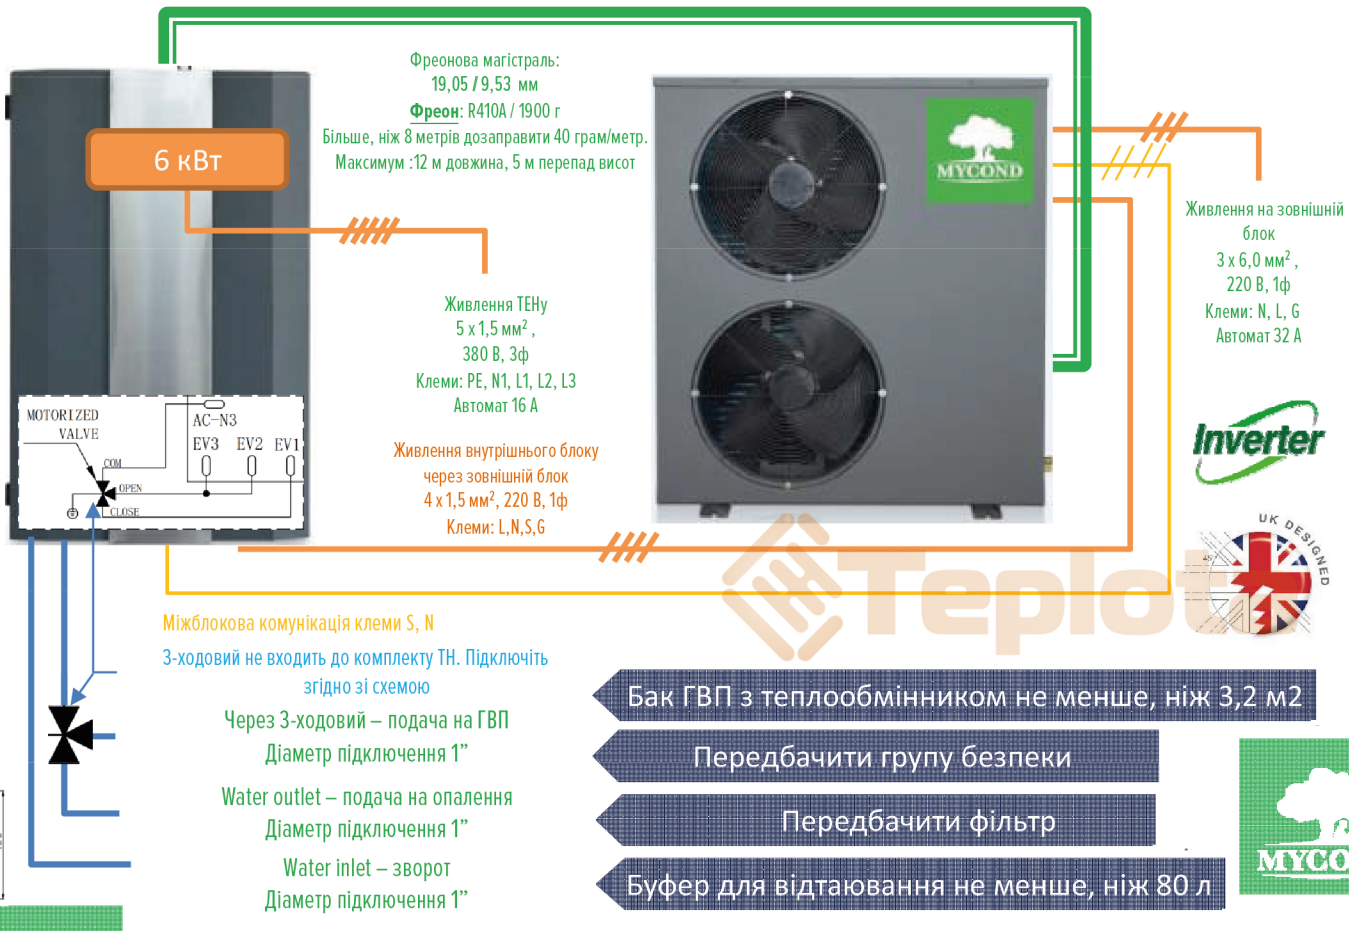 Фреонова магістраль:
19,05 / 9,53 мм
Фреон: R410A / 1900 г
Більше, ніж 8 метрів дозаправити 40 грам/метр.
Максимум :12 м довжина, 5 м перепад висот
6 кВт
MYCOND
Живлення на зовнішній
блок
3 x 6,0 мм² ,
220 В, 1ф
Клеми: N, L, G
Автомат 32 А
Живлення ТЕНу
5 x 1,5 мм² ,
380 В, 3ф
Клеми: PE, N1, L1, L2, L3
Автомат 16 А
MOTORIZED
VALVE
AC-N3
EV3 EV2 EV1
COM
OPEN
CLOSE
Живлення внутрішнього блоку
через зовнішній блок
4 x 1,5 мм², 220 В, 1ф
Клеми: L,N,S,G
Inverter
UK DESIGNED
45°
Teplota
Міжблокова комунікація клеми S, N
3-ходовий не входить до комплекту ТН. Підключіть
згідно зі схемою
Через 3-ходовий – подача на ГВП
Діаметр підключення 1”
Water outlet – подача на опалення
Діаметр підключення 1”
Water inlet – зворот
Діаметр підключення 1”
Бак ГВП з теплообмінником не менше, ніж 3,2 м2
Передбачити групу безпеки
Передбачити фільтр
Буфер для відтаювання не менше, ніж 80 л
MYCO